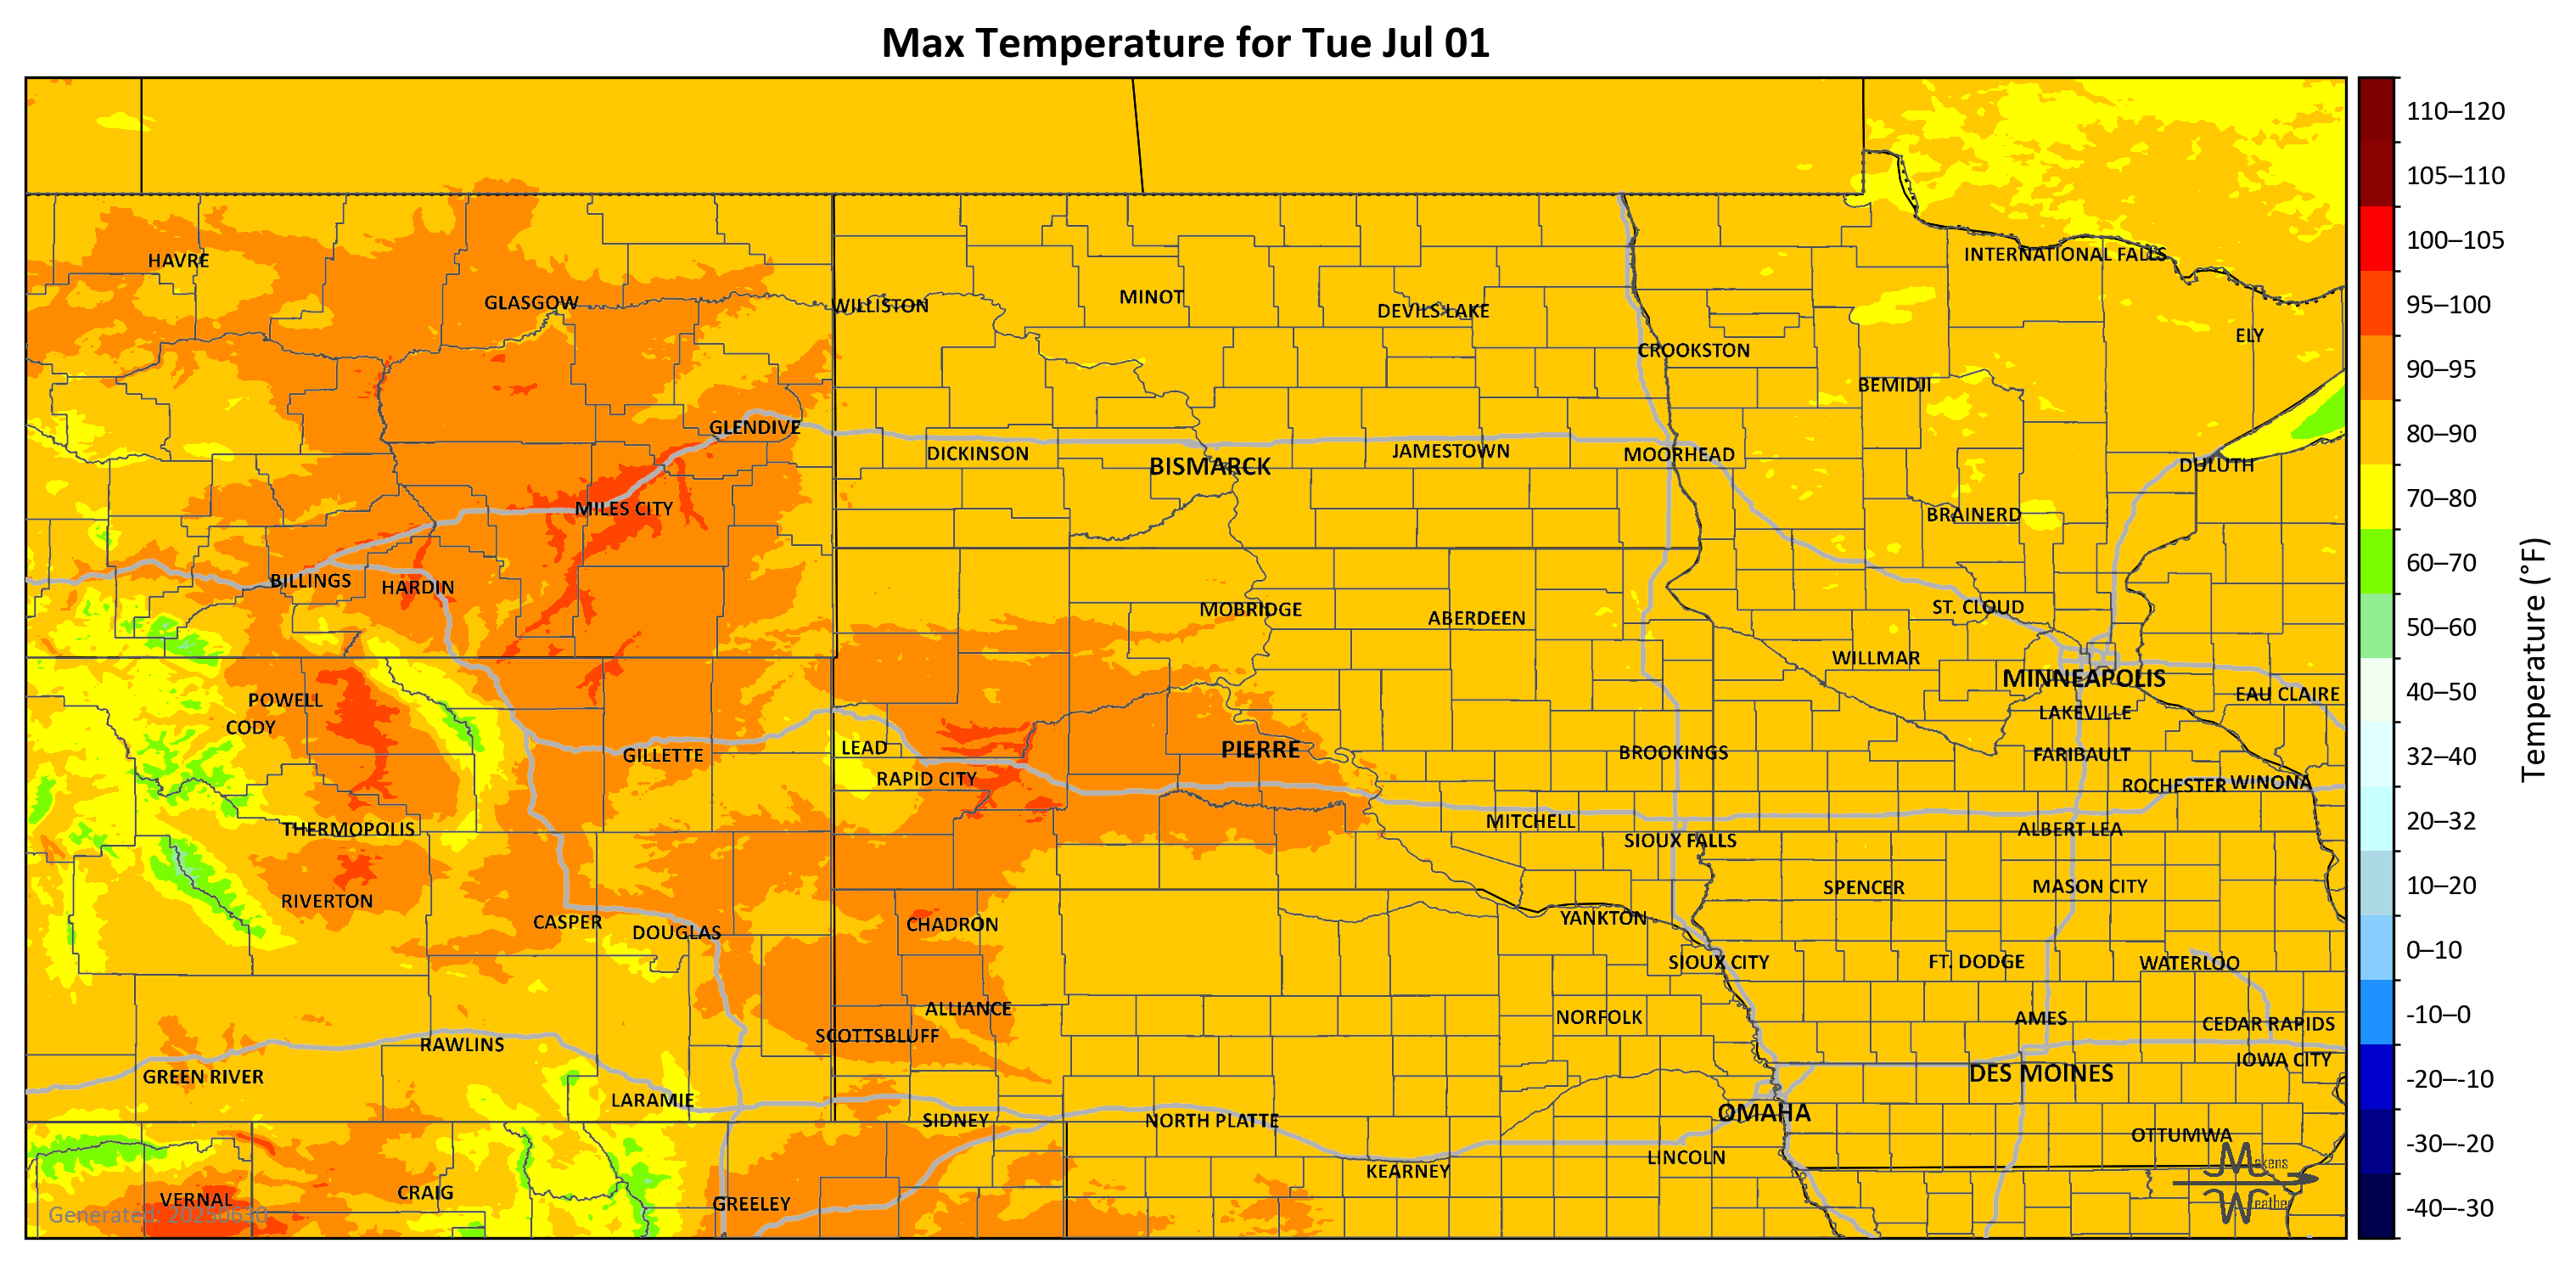 Max Temperature for Tue Jul 01
110–120
105–110
100–105
95–100
90–95
80–90
70–80
60–70
50–60
40–50
32–40
20–32
10–20
0–10
-10–0
-20–-10
-30–-20
-40–-30
Temperature (°F)
INTERNATIONAL FALLS
HAVRE
GLASGOW
WILLISTON
MINOT
DEVILS LAKE
ELY
CROOKSTON
BEMIDJI
GLENDIVE
DICKINSON
BISMARCK
JAMESTOWN
MOORHEAD
DULUTH
MILES CITY
BRAINERD
BILLINGS
HARDIN
MOBRIDGE
ABERDEEN
ST. CLOUD
WILLMAR
MINNEAPOLIS
EAU CLAIRE
POWELL
CODY
LAKEVILLE
GILLETTE
LEAD
PIERRE
BROOKINGS
FARIBAULT
RAPID CITY
ROCHESTER
WINONA
THERMOPOLIS
MITCHELL
SIOUX FALLS
ALBERT LEA
RIVERTON
SPENCER
MASON CITY
CASPER
DOUGLAS
CHADRON
YANKTON
SIOUX CITY
FT. DODGE
WATERLOO
ALLIANCE
SCOTTSBLUFF
NORFOLK
AMES
CEDAR RAPIDS
RAWLINS
IOWA CITY
GREEN RIVER
DES MOINES
LARAMIE
SIDNEY
NORTH PLATTE
OMAHA
OTTUMWA
LINCOLN
KEARNEY
VERNAL
CRAIG
GREELEY
Generated: 20250630
Makens
Weather